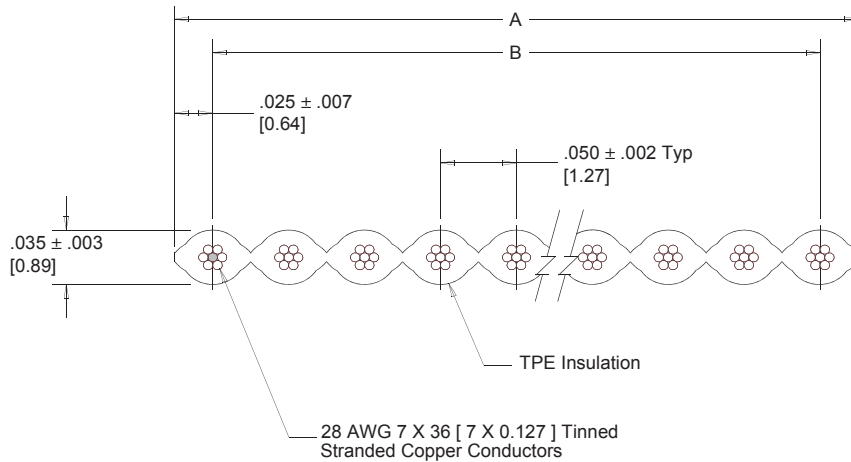 A
B
.025 ± .007
[0.64]
.050 ± .002 Typ
[1.27]
.035 ± .003
[0.89]
TPE Insulation
28 AWG 7 X 36 [ 7 X 0.127 ] Tinned
Stranded Copper Conductors